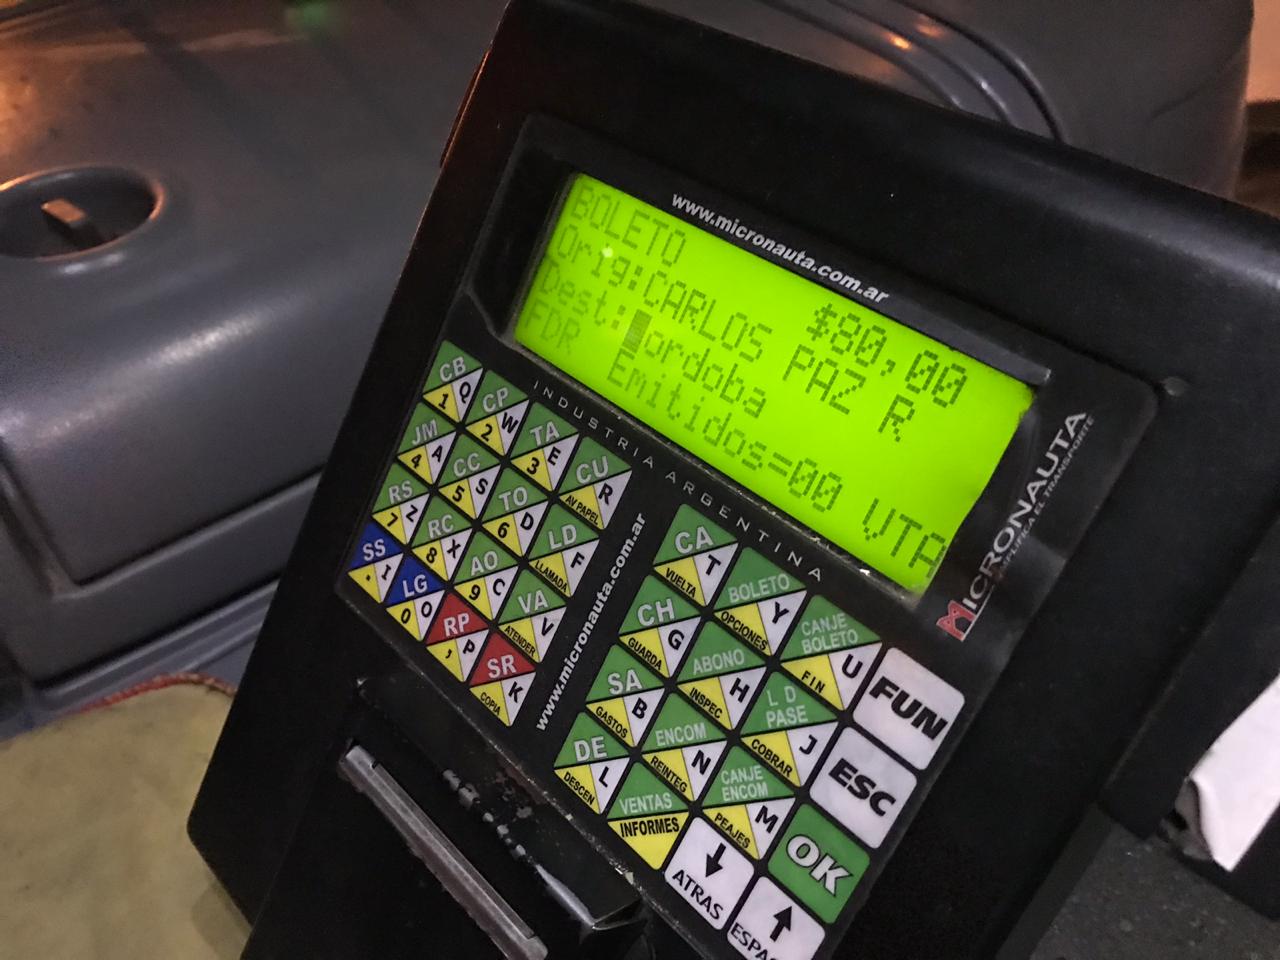 www.micronauta.com.ar
BOLETO $80,00
Orig:CARLOS PAZ R
Dest: ordoba
FDR Emitidos=00 VTA
INDUSTRIA ARGENTINA
MICRONAUTA
EL TRANSPORTE
www.micronauta.com.ar
CB 1 Q
CP 2 W
TA 3 E
CU R AV PAPEL
JM 4 A
CC 5 S
TO 6 D
LD F LLAMADA
RS 7 Z
RC 8 X
AO 9 C
VA V ATENDER
SS . I
LG 0 O
RP , P
SR K COPIA
CA T VUELTA
BOLETO Y OPCIONES
CANJE BOLETO U FIN
FUN
CH G GUARDA
ABONO H INSPEC
L D PASE J COBRAR
ESC
SA B GASTOS
ENCOM N REINTEG
CANJE ENCOM M PEAJES
OK
DE L DESCEN
VENTAS INFORMES
↓ ATRAS
↑ ESPA